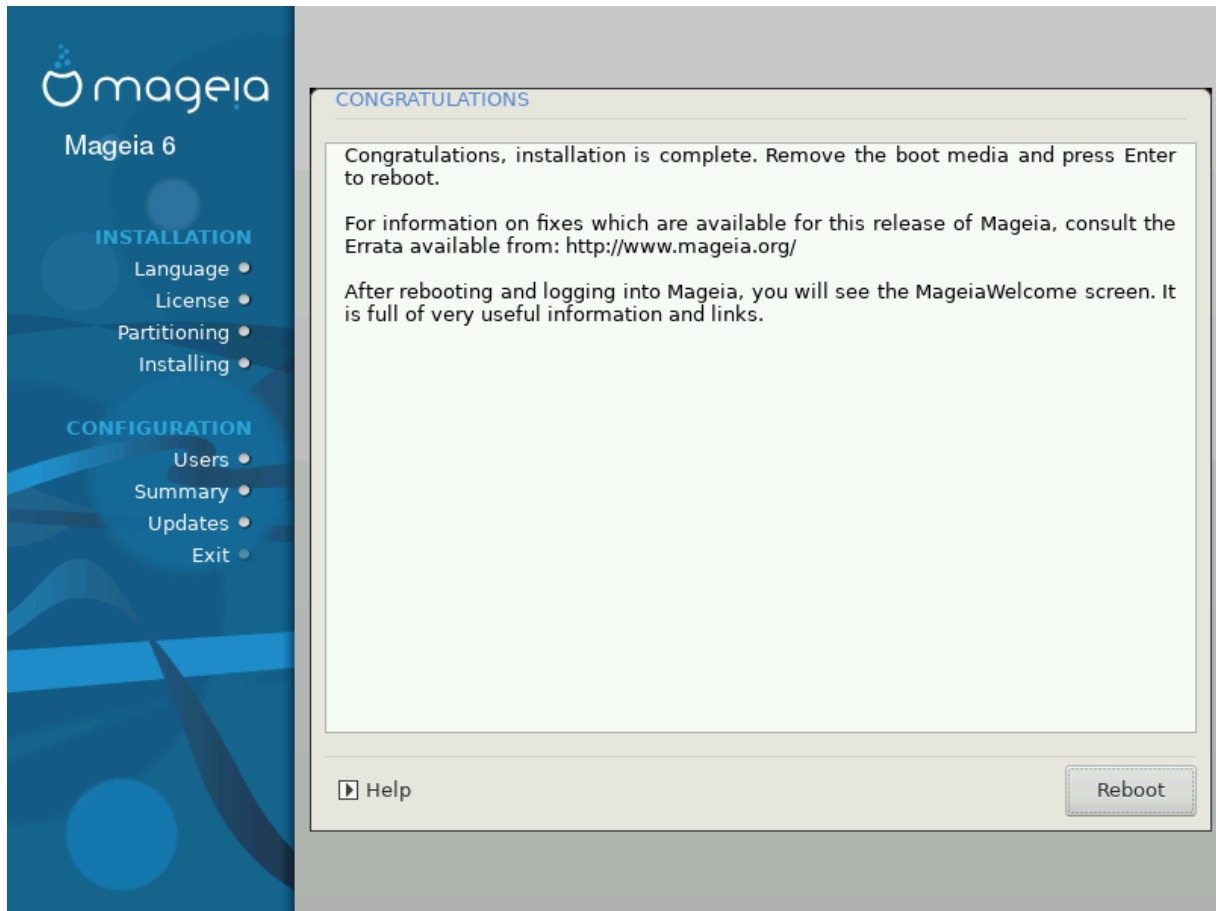 mageia
Mageia 6
INSTALLATION
Language
License
Partitioning
Installing
CONFIGURATION
Users
Summary
Updates
Exit
CONGRATULATIONS
Congratulations, installation is complete. Remove the boot media and press Enter
to reboot.
For information on fixes which are available for this release of Mageia, consult the
Errata available from: http://www.mageia.org/
After rebooting and logging into Mageia, you will see the MageiaWelcome screen. It
is full of very useful information and links.
Help
Reboot